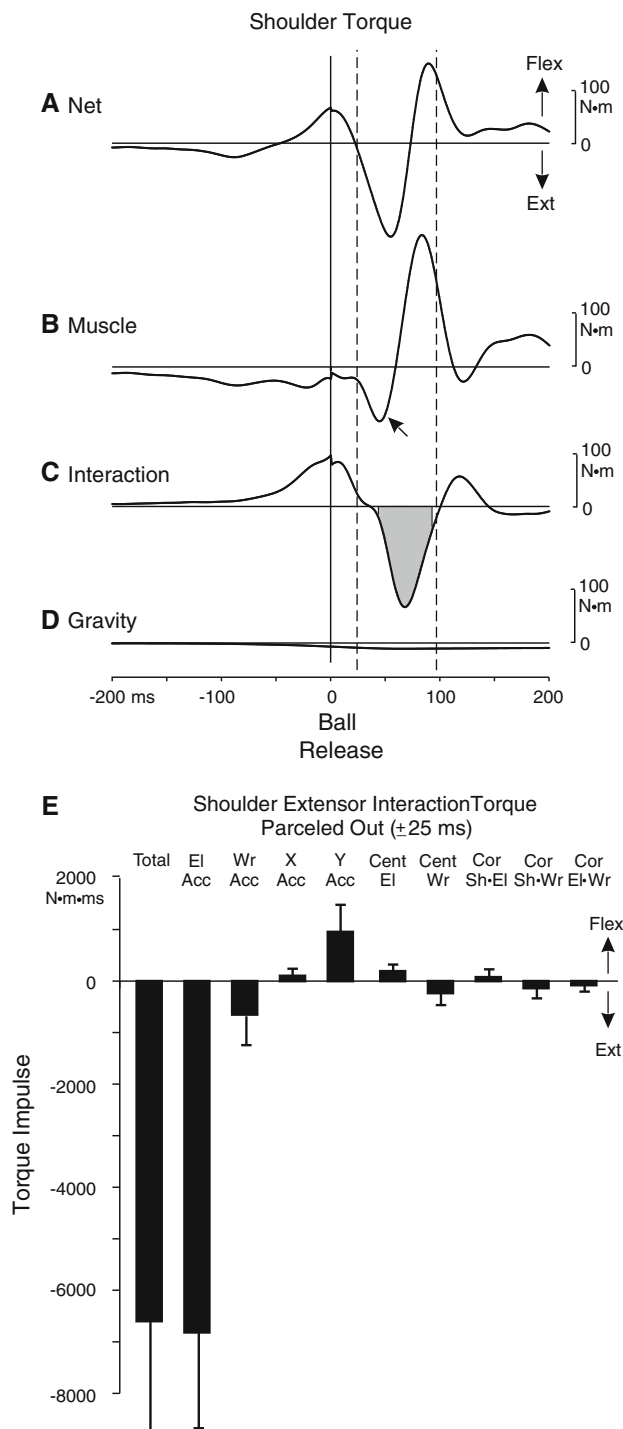 Shoulder Torque
A Net
Flex
100
N•m
0
Ext
B Muscle
100
N•m
0
C Interaction
100
N•m
0
D Gravity
100
N•m
0
-200 ms -100 0 100 200
Ball
Release
E Shoulder Extensor InteractionTorque
Parceled Out (±25 ms)
Total El Wr X Y Cent Cent Cor Cor Cor
Acc Acc Acc Acc El Wr Sh•El Sh•Wr El•Wr
2000
N•m•ms
Flex
0
Ext
-2000
-4000
-6000
-8000
Torque Impulse